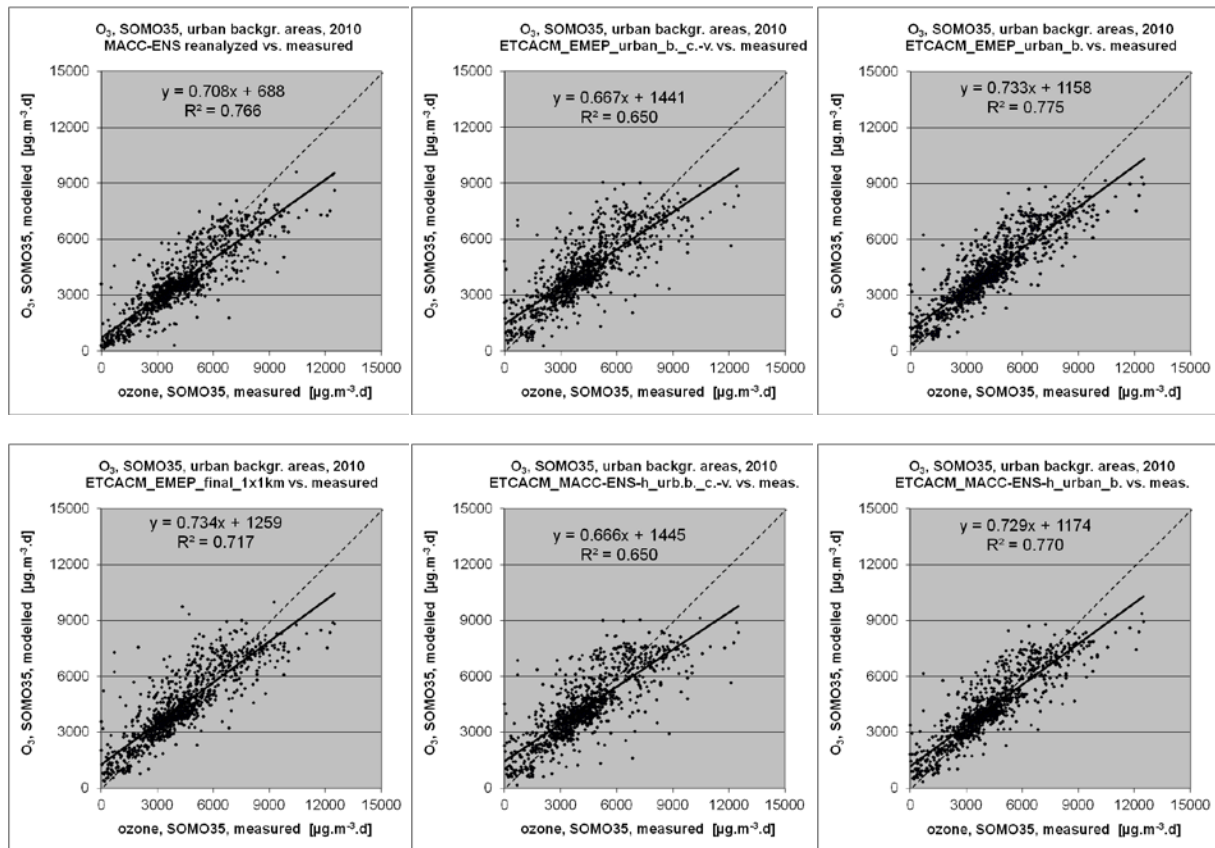 O₃, SOMO35, urban backgr. areas, 2010
MACC-ENS reanalyzed vs. measured
y = 0.708x + 688
R² = 0.766
O₃, SOMO35, modelled [µg.m⁻³.d]
15000
12000
9000
6000
3000
0
0 3000 6000 9000 12000 15000
ozone, SOMO35, measured [µg.m⁻³.d]
O₃, SOMO35, urban backgr. areas, 2010
ETCACM_EMEP_urban_b._c.-v. vs. measured
y = 0.667x + 1441
R² = 0.650
O₃, SOMO35, modelled [µg.m⁻³.d]
15000
12000
9000
6000
3000
0
0 3000 6000 9000 12000 15000
ozone, SOMO35, measured [µg.m⁻³.d]
O₃, SOMO35, urban backgr. areas, 2010
ETCACM_EMEP_urban_b. vs. measured
y = 0.733x + 1158
R² = 0.775
O₃, SOMO35, modelled [µg.m⁻³.d]
15000
12000
9000
6000
3000
0
0 3000 6000 9000 12000 15000
ozone, SOMO35, measured [µg.m⁻³.d]
O₃, SOMO35, urban backgr. areas, 2010
ETCACM_EMEP_final_1x1km vs. measured
y = 0.734x + 1259
R² = 0.717
O₃, SOMO35, modelled [µg.m⁻³.d]
15000
12000
9000
6000
3000
0
0 3000 6000 9000 12000 15000
ozone, SOMO35, measured [µg.m⁻³.d]
O₃, SOMO35, urban backgr. areas, 2010
ETCACM_MACC-ENS-h_urb.b._c.-v. vs. meas.
y = 0.666x + 1445
R² = 0.650
O₃, SOMO35, modelled [µg.m⁻³.d]
15000
12000
9000
6000
3000
0
0 3000 6000 9000 12000 15000
ozone, SOMO35, measured [µg.m⁻³.d]
O₃, SOMO35, urban backgr. areas, 2010
ETCACM_MACC-ENS-h_urban_b. vs. meas.
y = 0.729x + 1174
R² = 0.770
O₃, SOMO35, modelled [µg.m⁻³.d]
15000
12000
9000
6000
3000
0
0 3000 6000 9000 12000 15000
ozone, SOMO35, measured [µg.m⁻³.d]